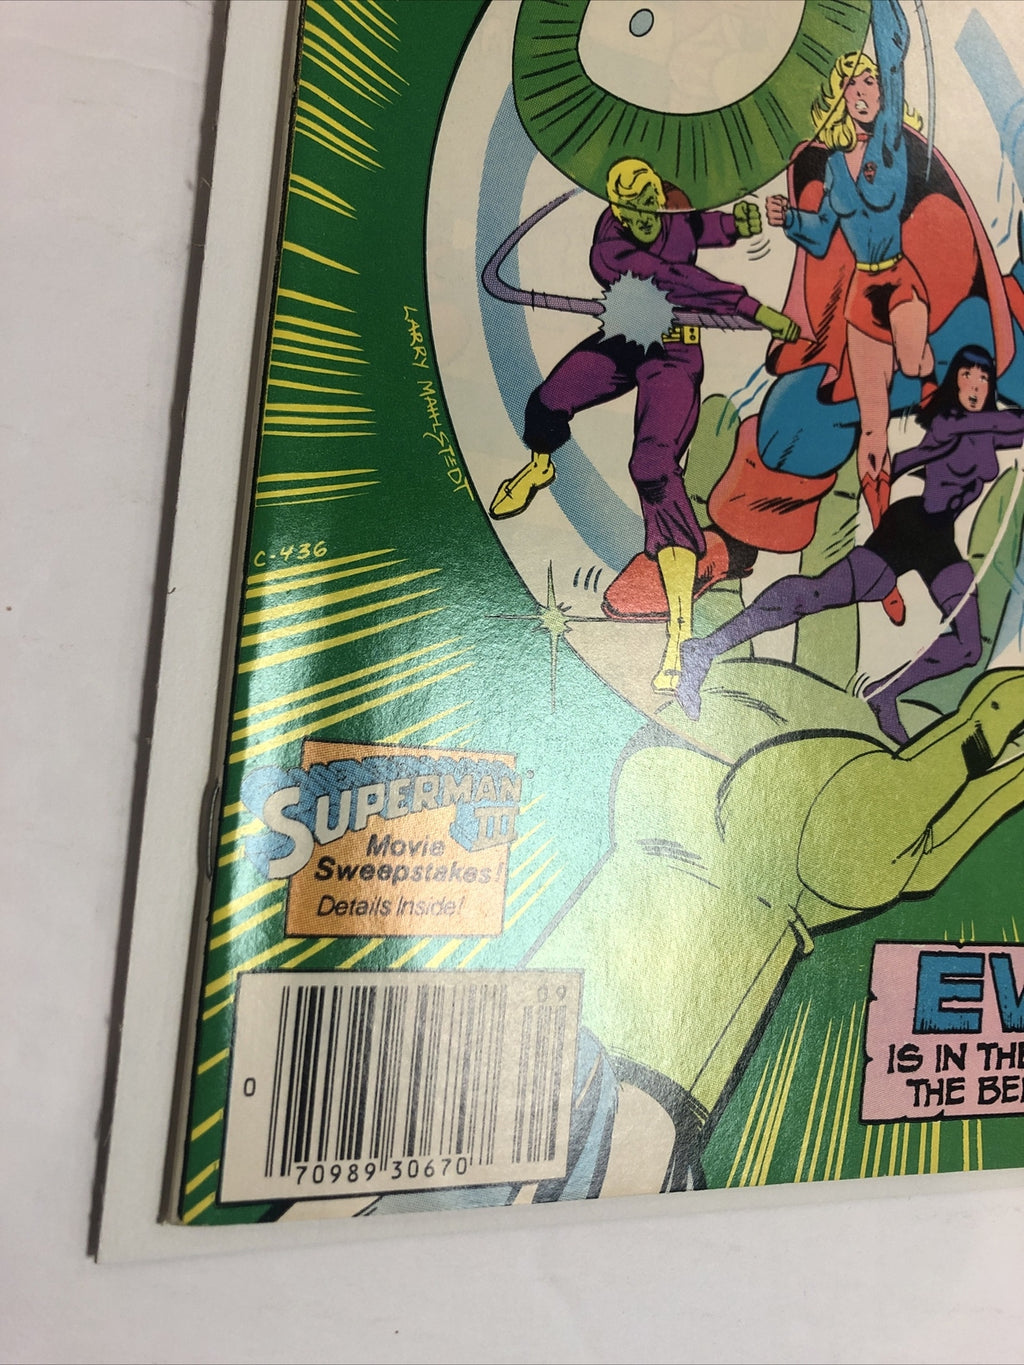 LARRY MAHLSTEDT
C-436
SUPERMAN III
Movie
Sweepstakes!
Details Inside!
09
0
70989 30670
EV
IS IN THE
THE BE